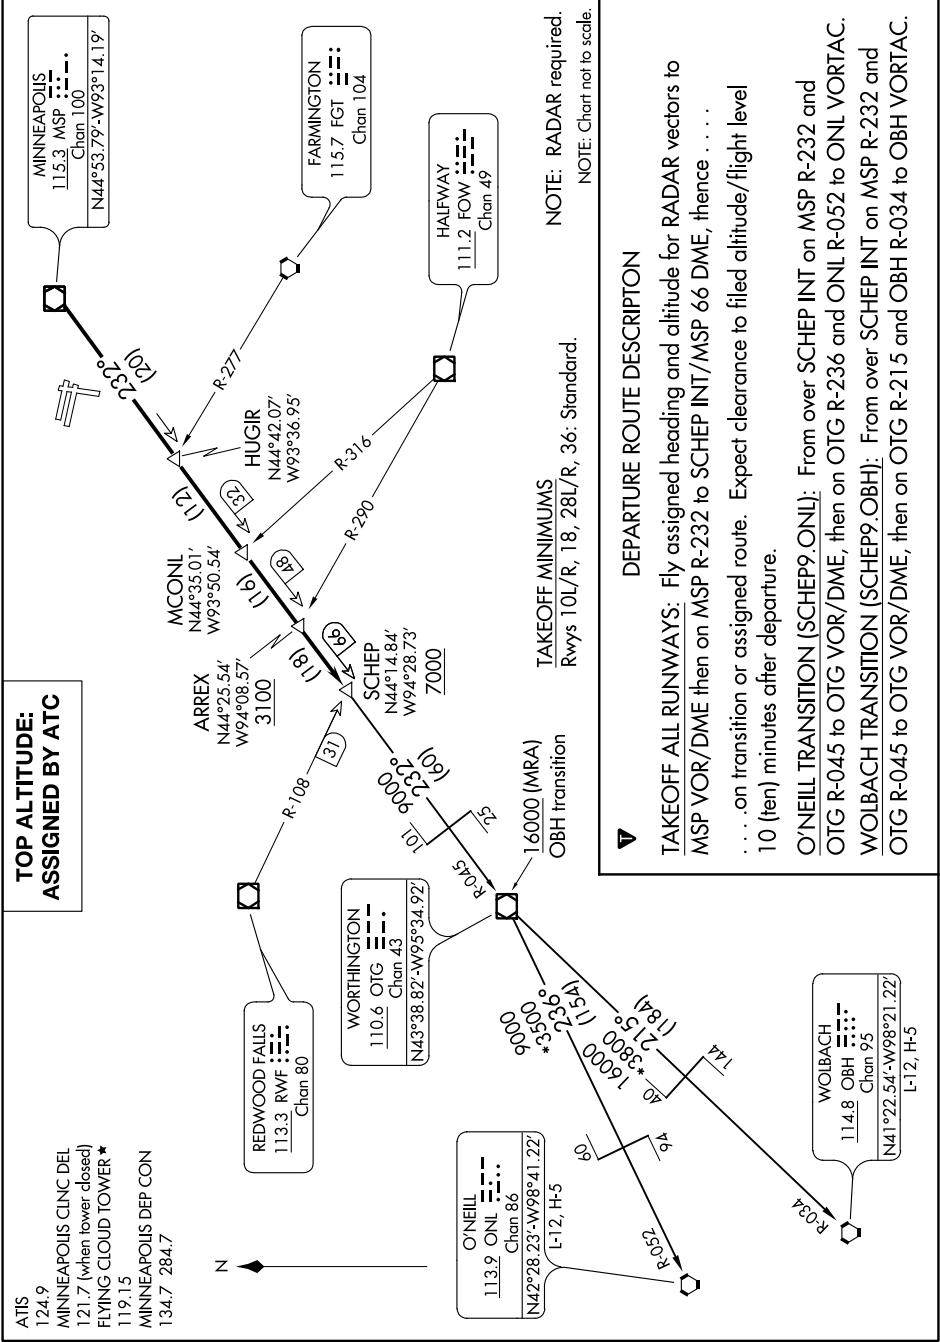 TOP ALTITUDE:
ASSIGNED BY ATC
ATIS
124.9
MINNEAPOLIS CLNC DEL
121.7 (when tower closed)
FLYING CLOUD TOWER★
119.15
MINNEAPOLIS DEP CON
134.7 284.7
N
MINNEAPOLIS
115.3 MSP
Chan 100
N44°53.79'-W93°14.19'
FARMINGTON
115.7 FGT
Chan 104
HALFWAY
111.2 FOW
Chan 49
REDWOOD FALLS
113.3 RWF
Chan 80
WORTHINGTON
110.6 OTG
Chan 43
N43°38.82'-W95°34.92'
O'NEILL
113.9 ONL
Chan 86
N42°28.23'-W98°41.22'
L-12, H-5
WOLBACH
114.8 OBH
Chan 95
N41°22.54'-W98°21.22'
L-12, H-5
232°
(20)
R-277
HUGIR
N44°42.07'
W93°36.95'
(12)
32
R-316
MCONL
N44°35.01'
W93°50.54'
(16)
48
R-290
ARREX
N44°25.54'
W94°08.57'
3100
(18)
66
SCHEP
N44°14.84'
W94°28.73'
7000
R-108
31
9000
232°
(60)
101
25
R-045
16000 (MRA)
OBH transition
9000
*3500
236°
(154)
60
94
R-052
16000
*3800
215°
(184)
40
144
R-034
TAKEOFF MINIMUMS
Rwys 10L/R, 18, 28L/R, 36: Standard.
NOTE: RADAR required.
NOTE: Chart not to scale.
T
DEPARTURE ROUTE DESCRIPTON
TAKEOFF ALL RUNWAYS: Fly assigned heading and altitude for RADAR vectors to
MSP VOR/DME then on MSP R-232 to SCHEP INT/MSP 66 DME, thence . . . .
. . . .on transition or assigned route. Expect clearance to filed altitude/flight level
10 (ten) minutes after departure.
O'NEILL TRANSITION (SCHEP9.ONL): From over SCHEP INT on MSP R-232 and
OTG R-045 to OTG VOR/DME, then on OTG R-236 and ONL R-052 to ONL VORTAC.
WOLBACH TRANSITION (SCHEP9.OBH): From over SCHEP INT on MSP R-232 and
OTG R-045 to OTG VOR/DME, then on OTG R-215 and OBH R-034 to OBH VORTAC.